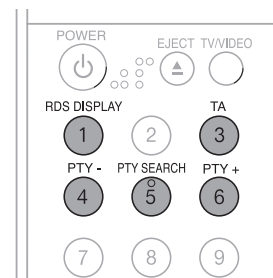 POWER
EJECT TV/VIDEO
RDS DISPLAY TA
1 2 3
PTY - PTY SEARCH PTY +
4 5 6
7 8 9